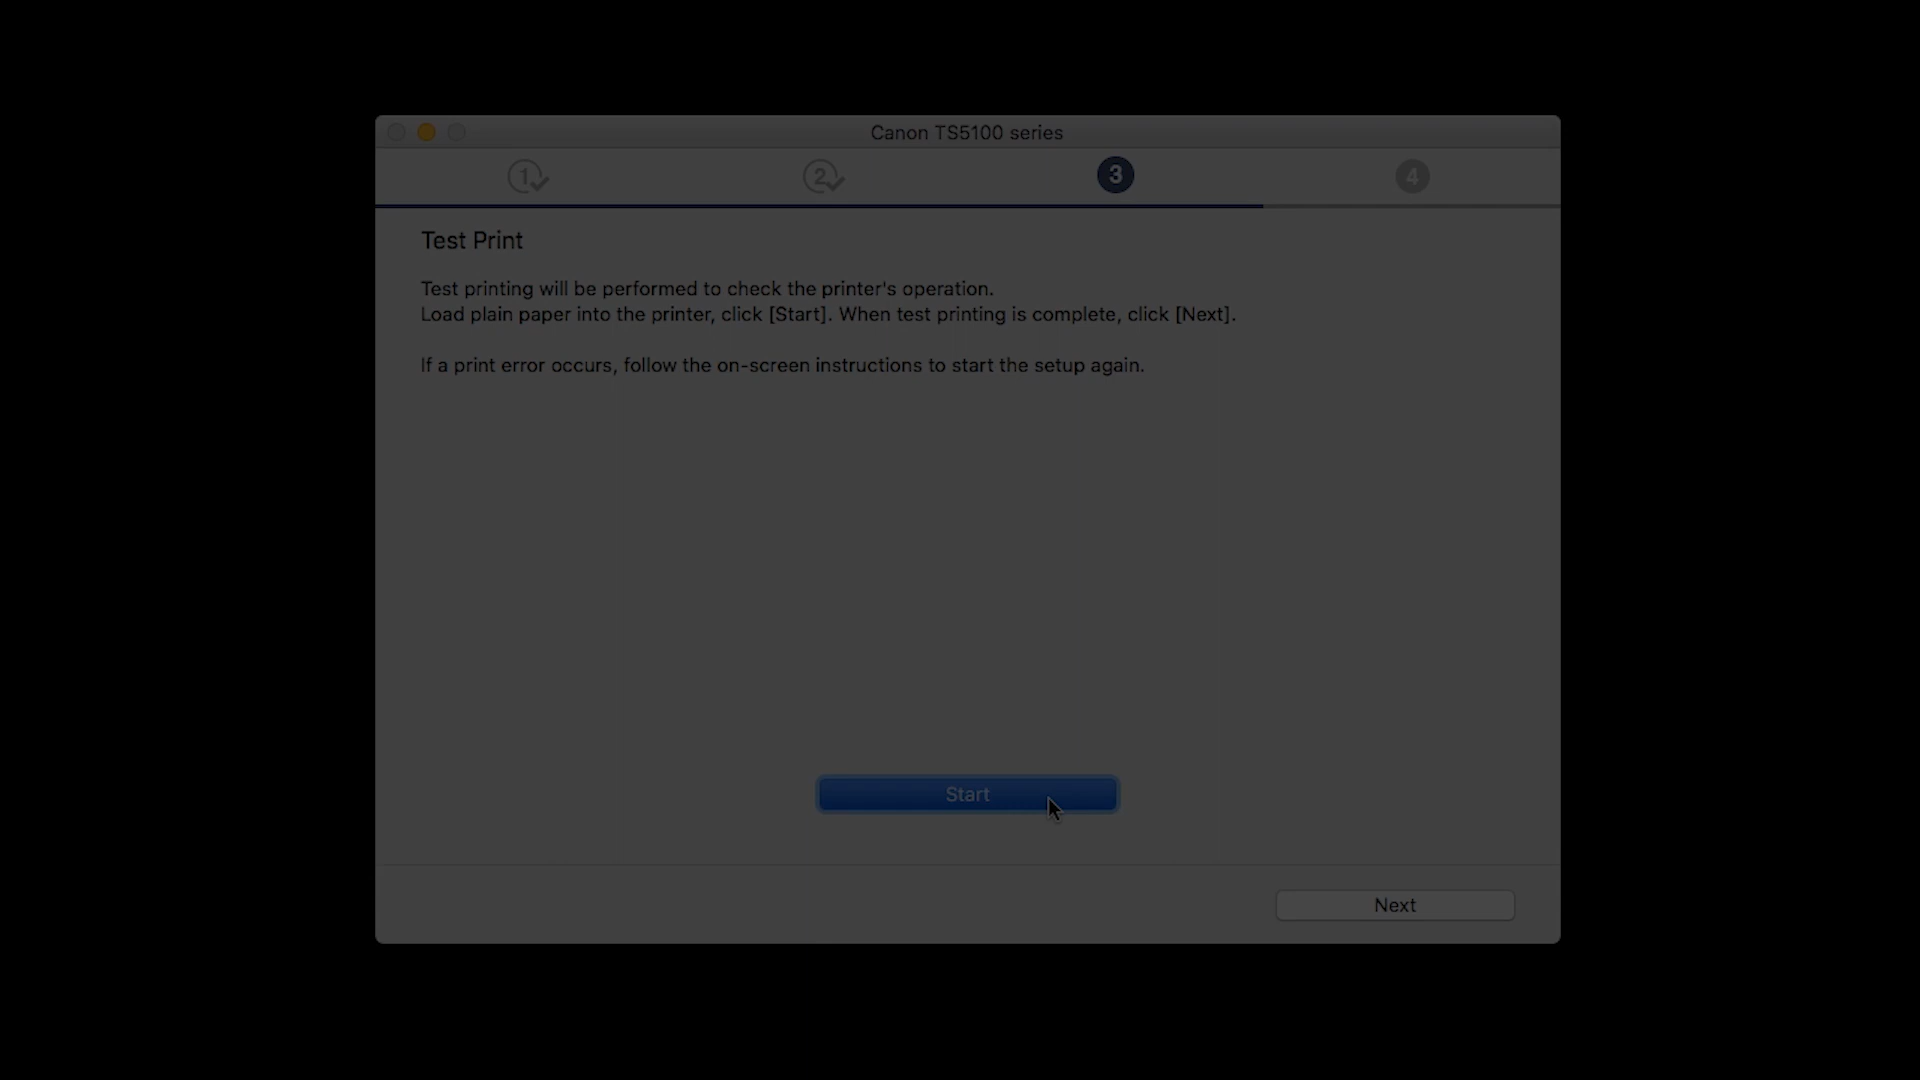 Canon TS5100 series
1 2 3 4
Test Print
Test printing will be performed to check the printer's operation.
Load plain paper into the printer, click [Start]. When test printing is complete, click [Next].
If a print error occurs, follow the on-screen instructions to start the setup again.
Start
Next